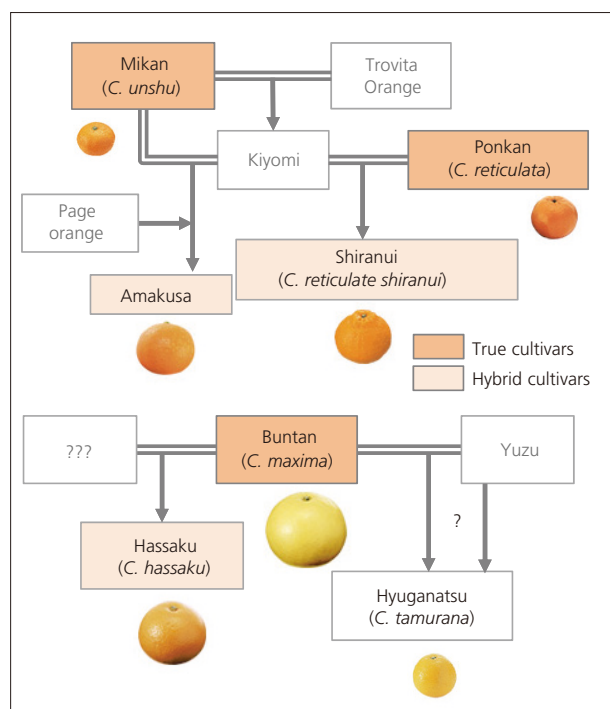 Mikan
(C. unshu)
Trovita
Orange
Kiyomi
Ponkan
(C. reticulata)
Page
orange
Amakusa
Shiranui
(C. reticulate shiranui)
True cultivars
Hybrid cultivars
???
Buntan
(C. maxima)
Yuzu
?
Hassaku
(C. hassaku)
Hyuganatsu
(C. tamurana)